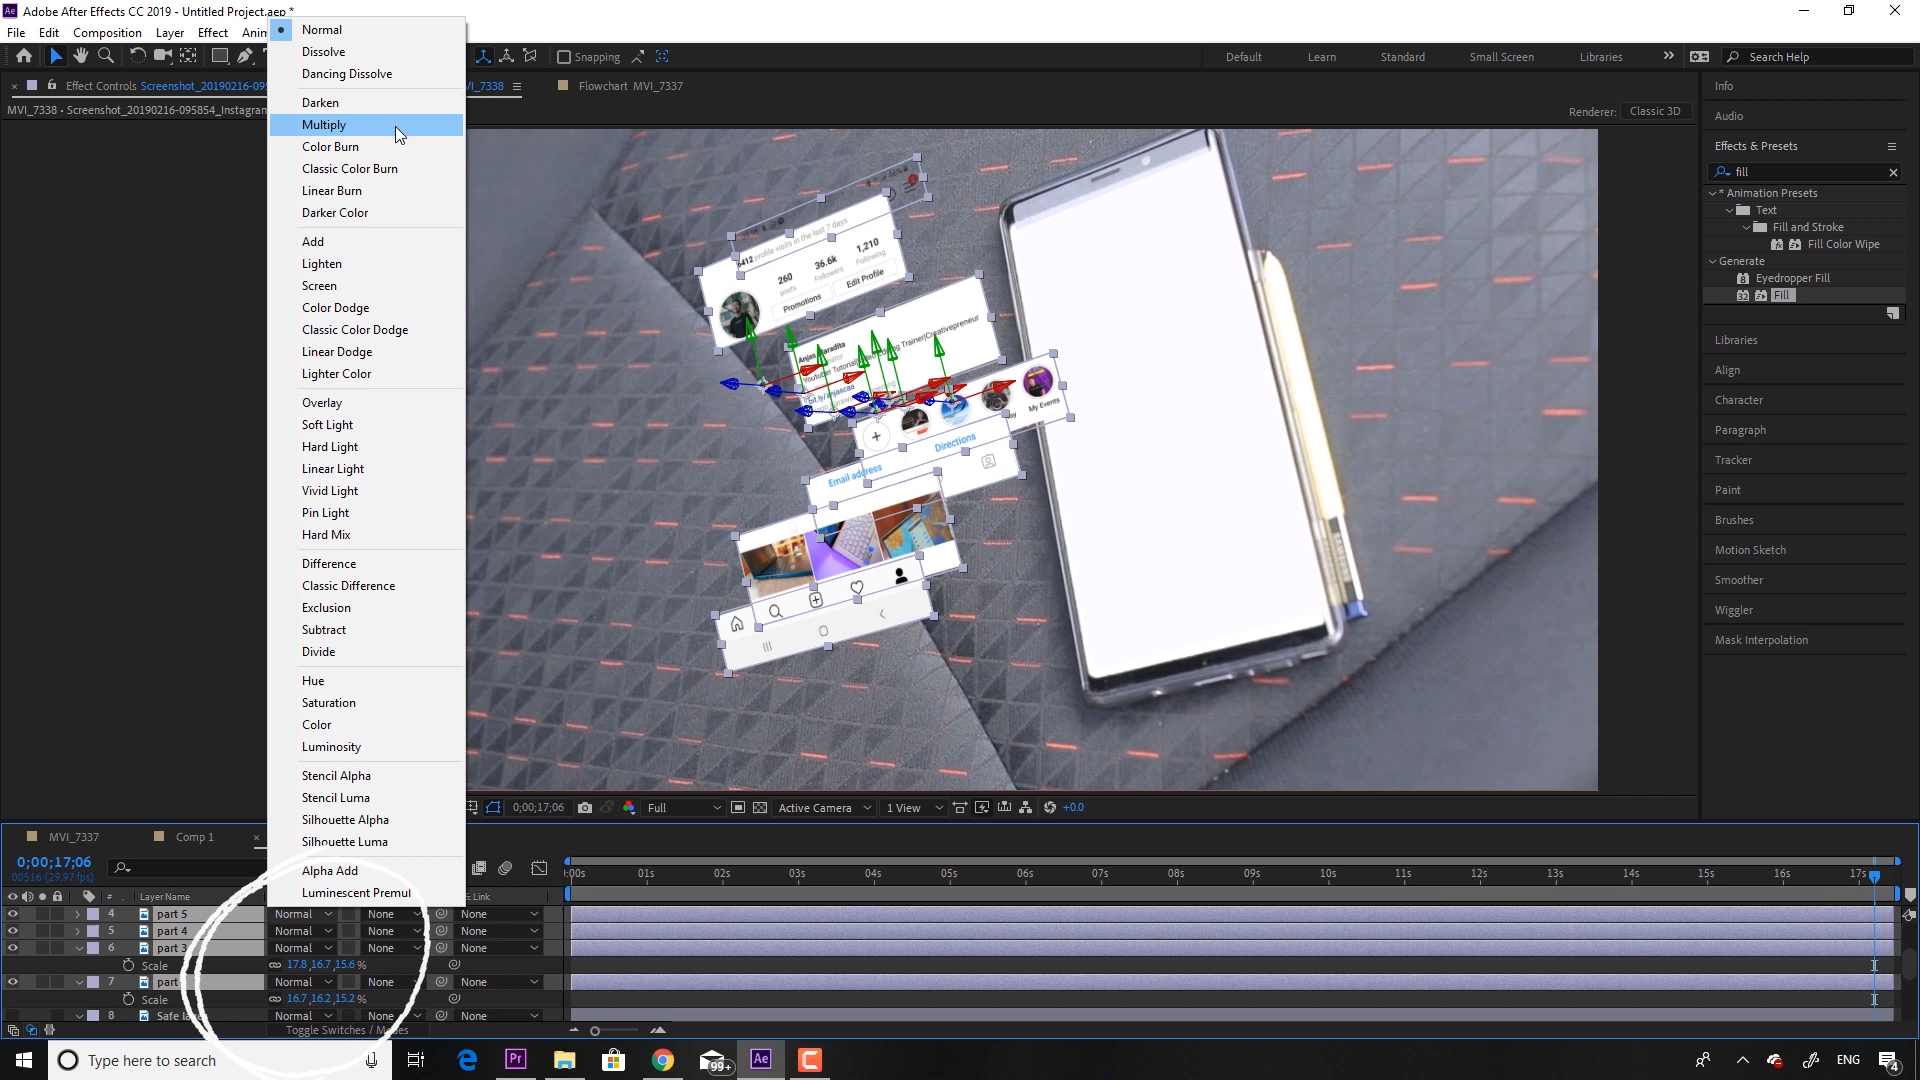 Adobe After Effects CC 2019 - Untitled Project.aep *
File Edit Composition Layer Effect Anim
Snapping
Default Learn Standard Small Screen Libraries Search Help
Effect Controls Screenshot_20190216-095
VI_7338
Flowchart MVI_7337
MVI_7338 • Screenshot_20190216-095854_Instagram
Renderer: Classic 3D
Normal
Dissolve
Dancing Dissolve
Darken
Multiply
Color Burn
Classic Color Burn
Linear Burn
Darker Color
Add
Lighten
Screen
Color Dodge
Classic Color Dodge
Linear Dodge
Lighter Color
Overlay
Soft Light
Hard Light
Linear Light
Vivid Light
Pin Light
Hard Mix
Difference
Classic Difference
Exclusion
Subtract
Divide
Hue
Saturation
Color
Luminosity
Stencil Alpha
Stencil Luma
Silhouette Alpha
Silhouette Luma
Alpha Add
Luminescent Premul
6412 profile visits in the last 7 days
260 36.6k 1,210
posts Followers Following
Promotions Edit Profile
Youtuber
Creativepreneur
bit.ly/anjascaa
My Events
Email address Directions
Info
Audio
Effects & Presets
fill
* Animation Presets
Text
Fill and Stroke
Fill Color Wipe
Generate
Eyedropper Fill
Fill
Libraries
Align
Character
Paragraph
Tracker
Paint
Brushes
Motion Sketch
Smoother
Wiggler
Mask Interpolation
0;00;17;06 Full Active Camera 1 View +0.0
MVI_7337 Comp 1
0;00;17;06
00516 (29.97 fps)
# Layer Name & Link
:00s 01s 02s 03s 04s 05s 06s 07s 08s 09s 10s 11s 12s 13s 14s 15s 16s 17s
4 part 5 Normal None None
5 part 4 Normal None None
6 part 3 Normal None None
Scale 17.8,16.7,15.6 %
7 part Normal None None
Scale 16.7,16.2,15.2 %
8 Safe Normal None None
Toggle Switches / Modes
Type here to search
Pr
99+
Ae
ENG
4